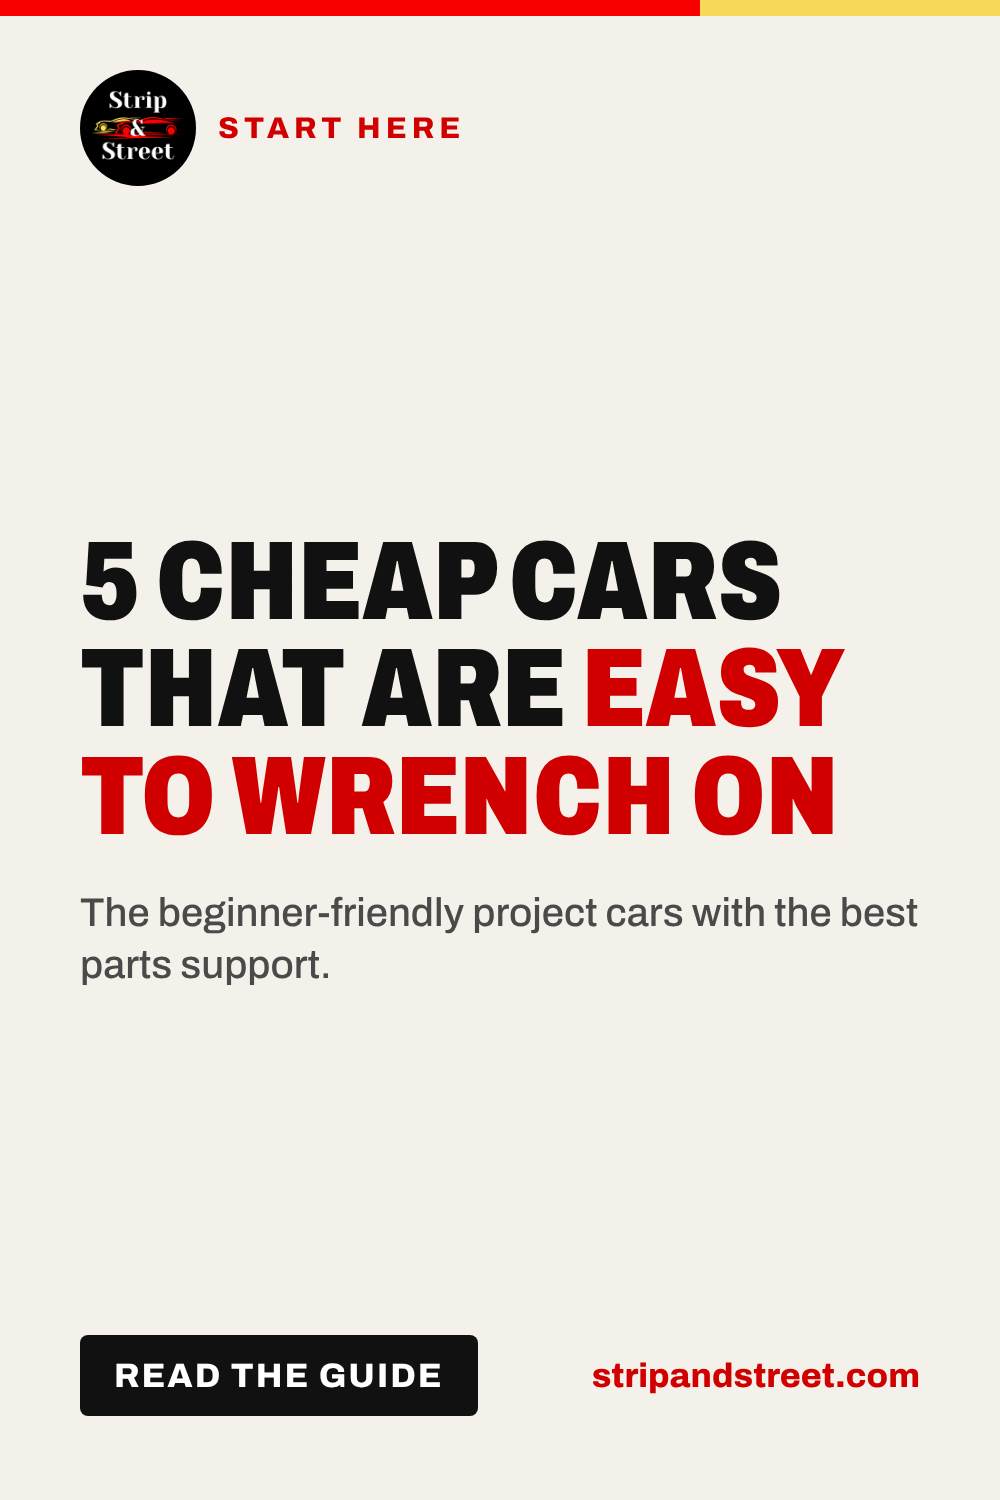 Strip
&
Street
START HERE
5 CHEAP CARS
THAT ARE EASY
TO WRENCH ON
The beginner-friendly project cars with the best
parts support.
READ THE GUIDE
stripandstreet.com